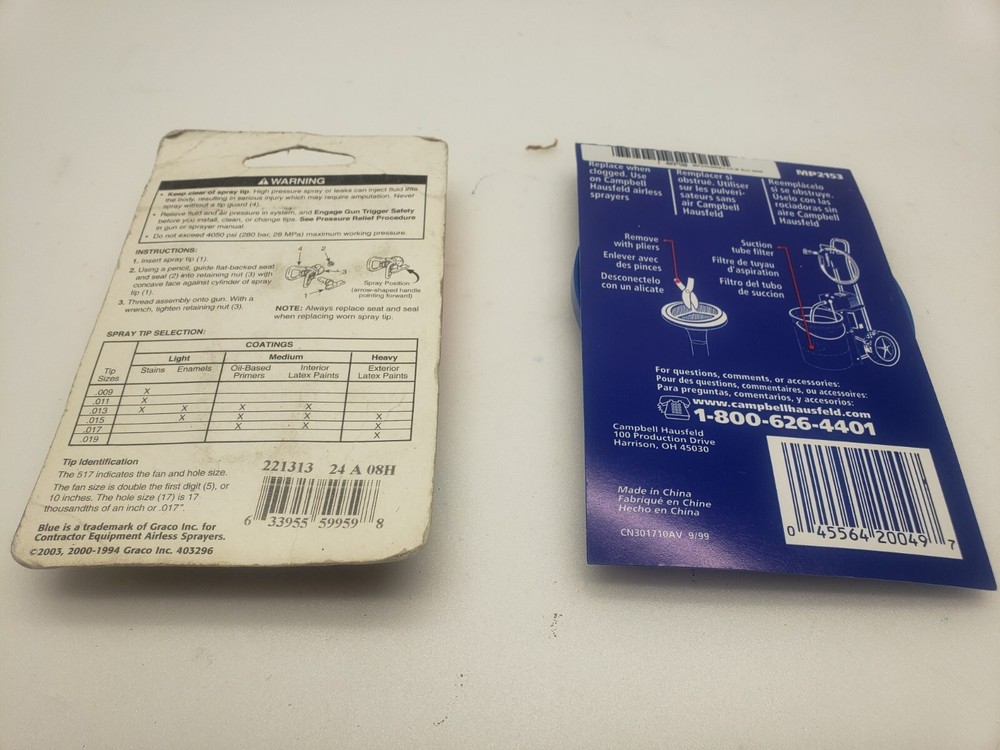 WARNING
• Keep clear of spray tip. High pressure spray or leaks can inject fluid into
the body, resulting in serious injury which may require amputation. Never
spray without a tip guard (4).
• Relieve fluid and air pressure in system, and Engage Gun Trigger Safety
before you install, clean, or change tips. See Pressure Relief Procedure
in gun or sprayer manual.
• Do not exceed 4050 psi (280 bar, 28 MPa) maximum working pressure.
INSTRUCTIONS:
1. Insert spray tip (1).
2. Using a pencil, guide flat-backed seat
and seal (2) into retaining nut (3) with
concave face against cylinder of spray
tip (1).
3. Thread assembly onto gun. With a
wrench, tighten retaining nut (3).
4 2
3
1
Spray Position
(arrow-shaped handle
pointing forward)
NOTE: Always replace seat and seal
when replacing worn spray tip.
SPRAY TIP SELECTION:
COATINGS
Light Medium Heavy
Tip
Sizes
Stains Enamels Oil-Based
Primers Interior
Latex Paints Exterior
Latex Paints
.009 X
.011 X
.013 X X X X
.015 X X X X
.017 X X X
.019 X
Tip Identification
The 517 indicates the fan and hole size.
The fan size is double the first digit (5), or
10 inches. The hole size (17) is 17
thousandths of an inch or .017".
221313 24 A 08H
6 33955 59959 8
Blue is a trademark of Graco Inc. for
Contractor Equipment Airless Sprayers.
©2003, 2000-1994 Graco Inc. 403296
MP2153
Replace when
clogged. Use
on Campbell
Hausfeld airless
sprayers
Remplacer si
obstrué. Utiliser
sur les pulvéri-
sateurs sans
air Campbell
Hausfeld
Reemplácelo
si se obstruye.
Úselo con las
rociadoras sin
aire Campbell
Hausfeld
Remove
with pliers
Enlever avec
des pinces
Desconectelo
con un alicate
Suction
tube filter
Filtre de tuyau
d'aspiration
Filtro del tubo
de succion
For questions, comments, or accessories:
Pour des questions, commentaires, ou accessoires:
Para preguntas, comentarios, y accesorios:
www.campbellhausfeld.com
1-800-626-4401
Campbell Hausfeld
100 Production Drive
Harrison, OH 45030
Made in China
Fabriqué en Chine
Hecho en China
CN301710AV 9/99
0 45564 20049 7